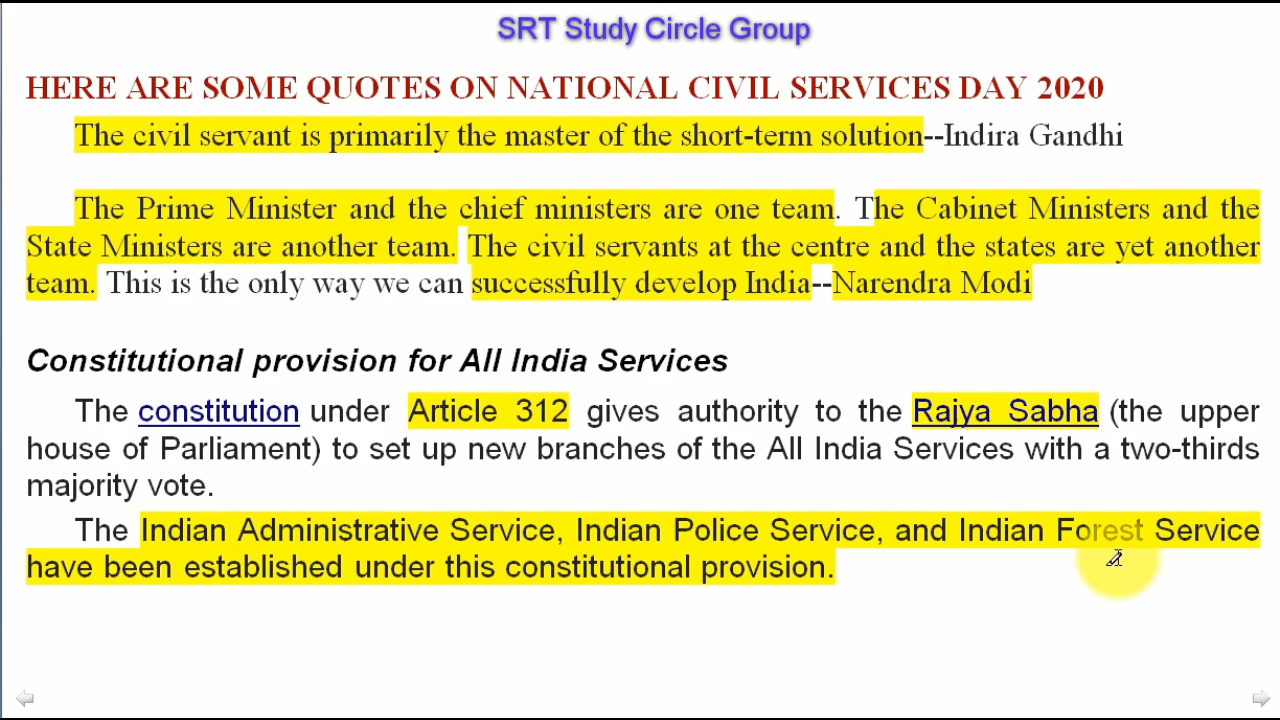 SRT Study Circle Group
HERE ARE SOME QUOTES ON NATIONAL CIVIL SERVICES DAY 2020
The civil servant is primarily the master of the short-term solution--Indira Gandhi
The Prime Minister and the chief ministers are one team. The Cabinet Ministers and the
State Ministers are another team. The civil servants at the centre and the states are yet another
team. This is the only way we can successfully develop India--Narendra Modi
Constitutional provision for All India Services
The constitution under Article 312 gives authority to the Rajya Sabha (the upper
house of Parliament) to set up new branches of the All India Services with a two-thirds
majority vote.
The Indian Administrative Service, Indian Police Service, and Indian Forest Service
have been established under this constitutional provision.